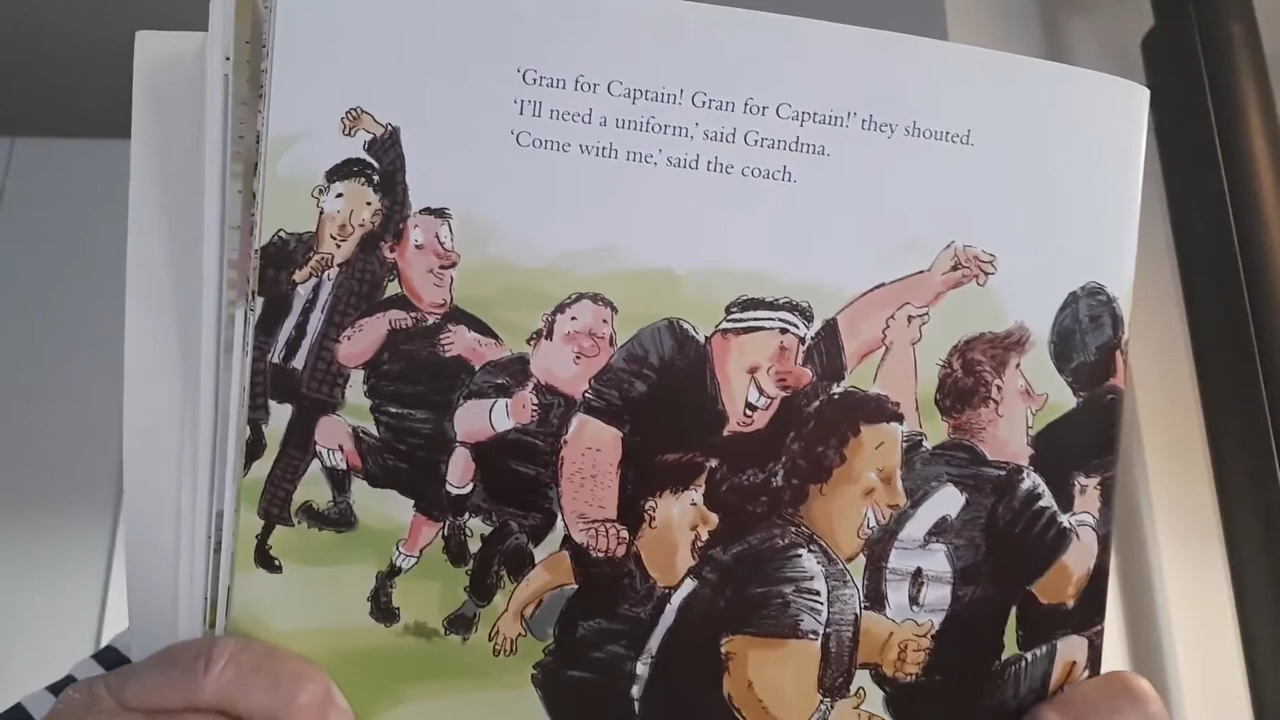 ‘Gran for Captain! Gran for Captain!’ they shouted.
‘I’ll need a uniform,’ said Grandma.
‘Come with me,’ said the coach.
6